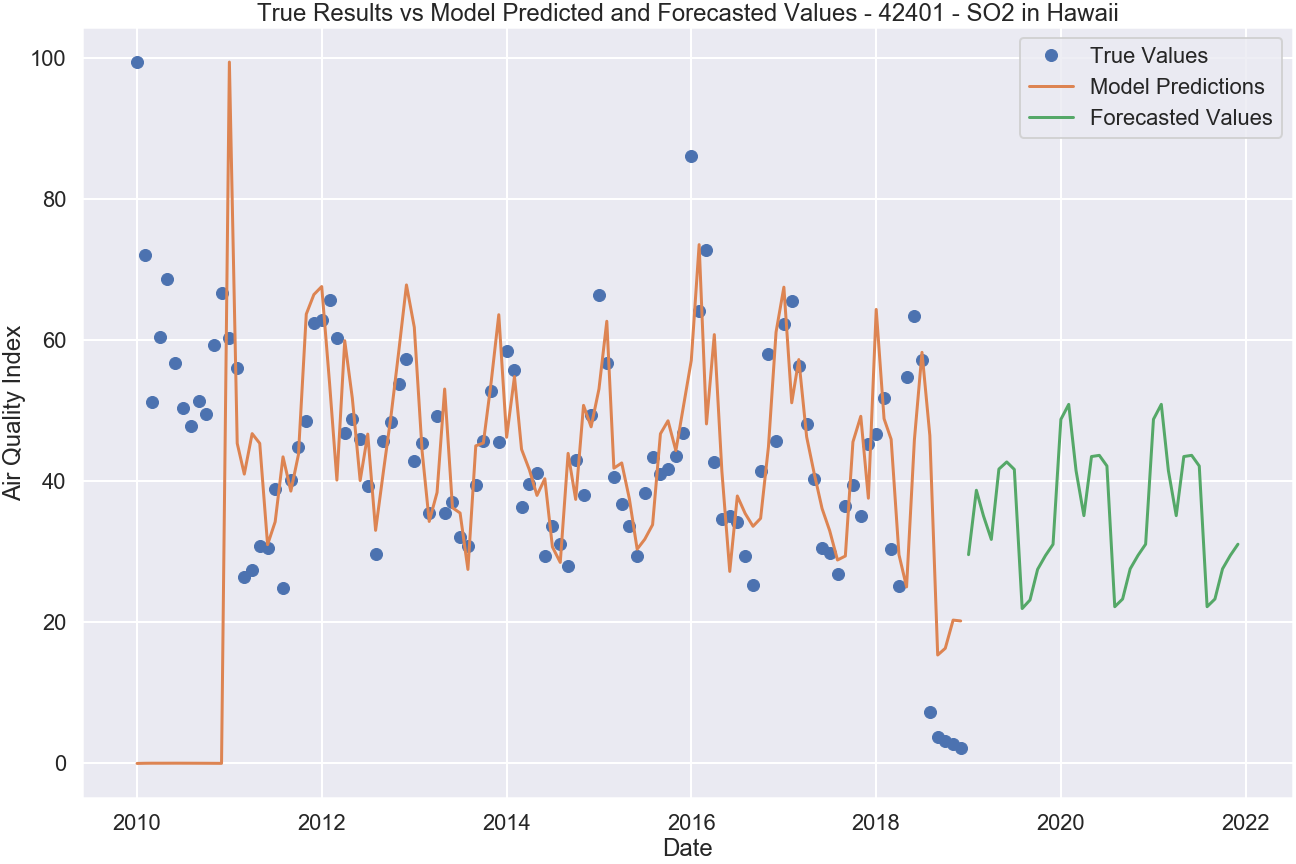 True Results vs Model Predicted and Forecasted Values - 42401 - SO2 in Hawaii
True Values
Model Predictions
Forecasted Values
Air Quality Index
100
80
60
40
20
0
2010
2012
2014
2016
2018
2020
2022
Date